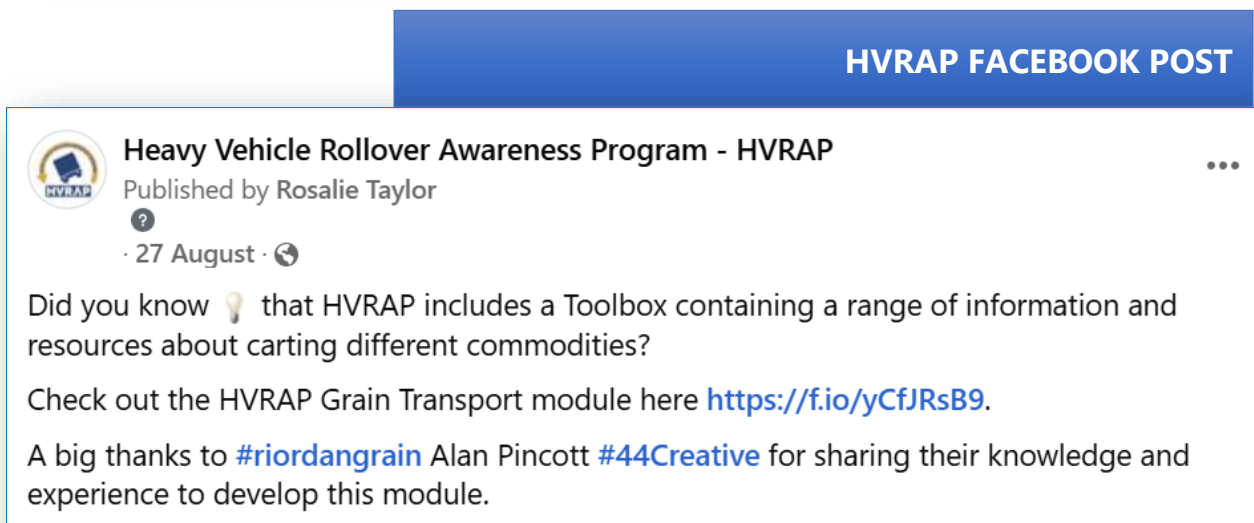 HVRAP FACEBOOK POST
HVRAP
Heavy Vehicle Rollover Awareness Program - HVRAP
Published by Rosalie Taylor
?
· 27 August ·
Did you know 💡 that HVRAP includes a Toolbox containing a range of information and
resources about carting different commodities?
Check out the HVRAP Grain Transport module here https://f.io/yCfJRsB9.
A big thanks to #riordangrain Alan Pincott #44Creative for sharing their knowledge and
experience to develop this module.